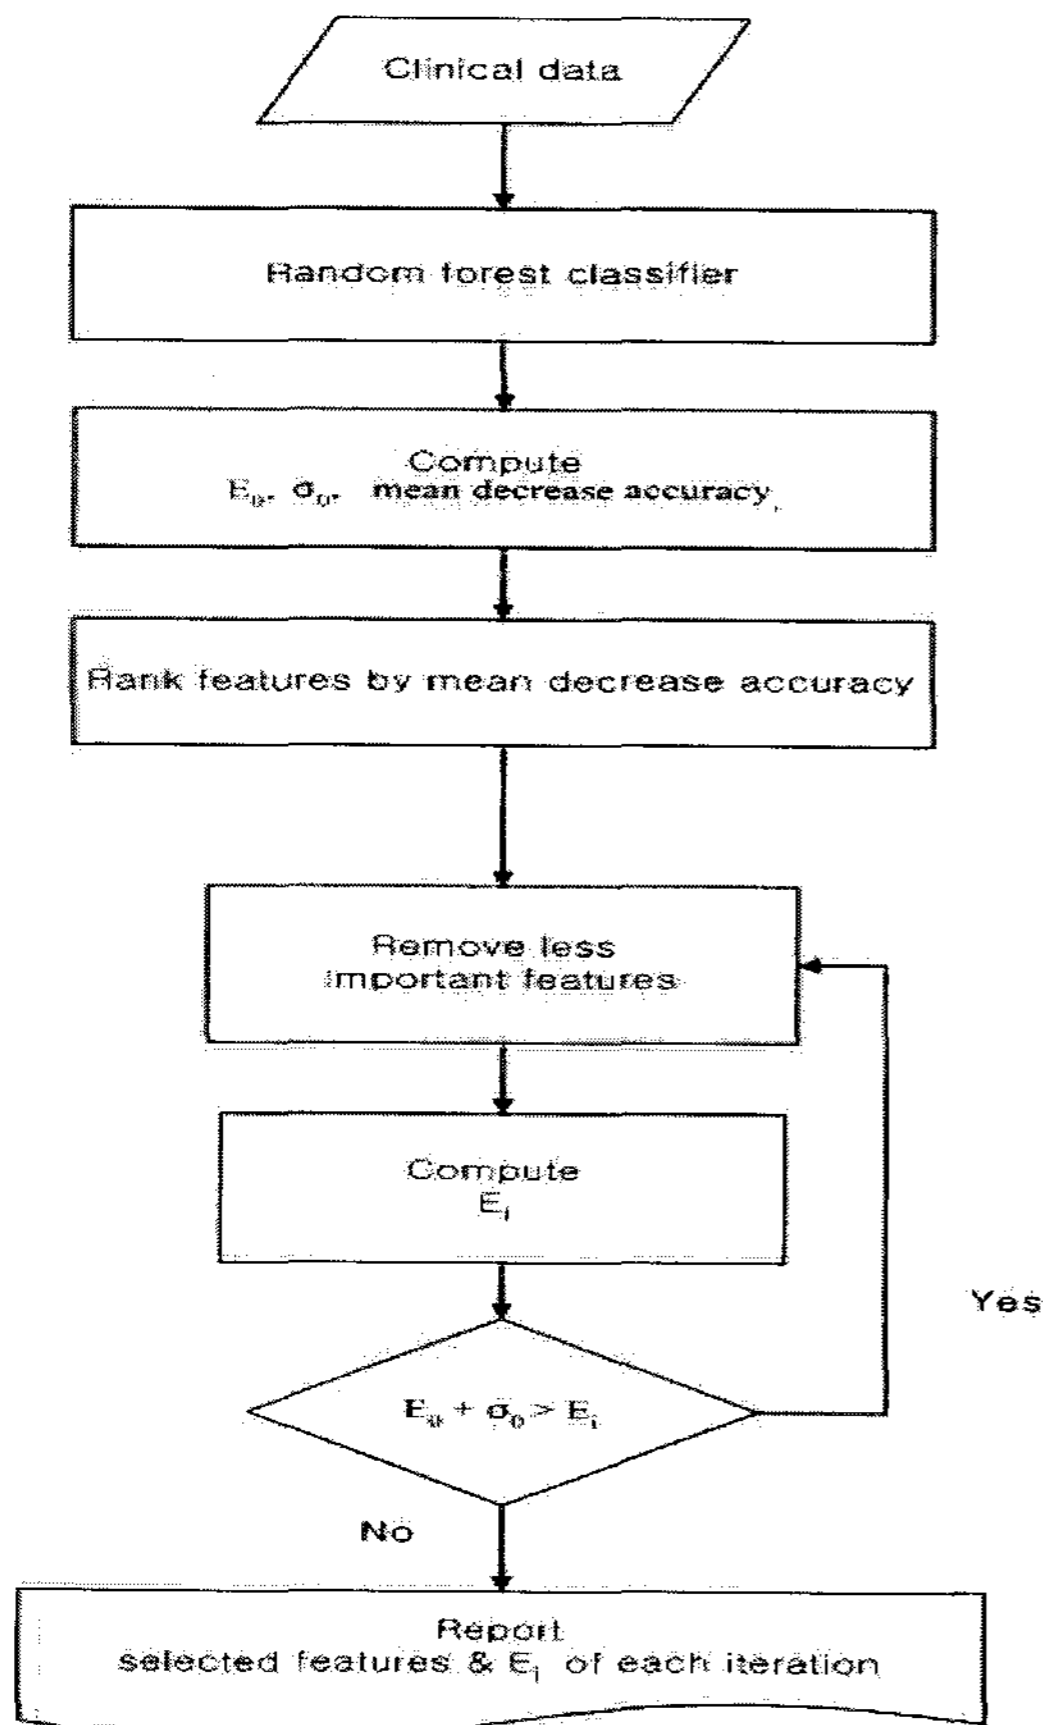 Clinical data
Random forest classifier
Compute
E₀, σ₀, mean decrease accuracy,
Rank features by mean decrease accuracy
Remove less
important features
Compute
Eᵢ
E₀ + σ₀ > Eᵢ
Yes
No
Report
selected features & Eᵢ of each iteration